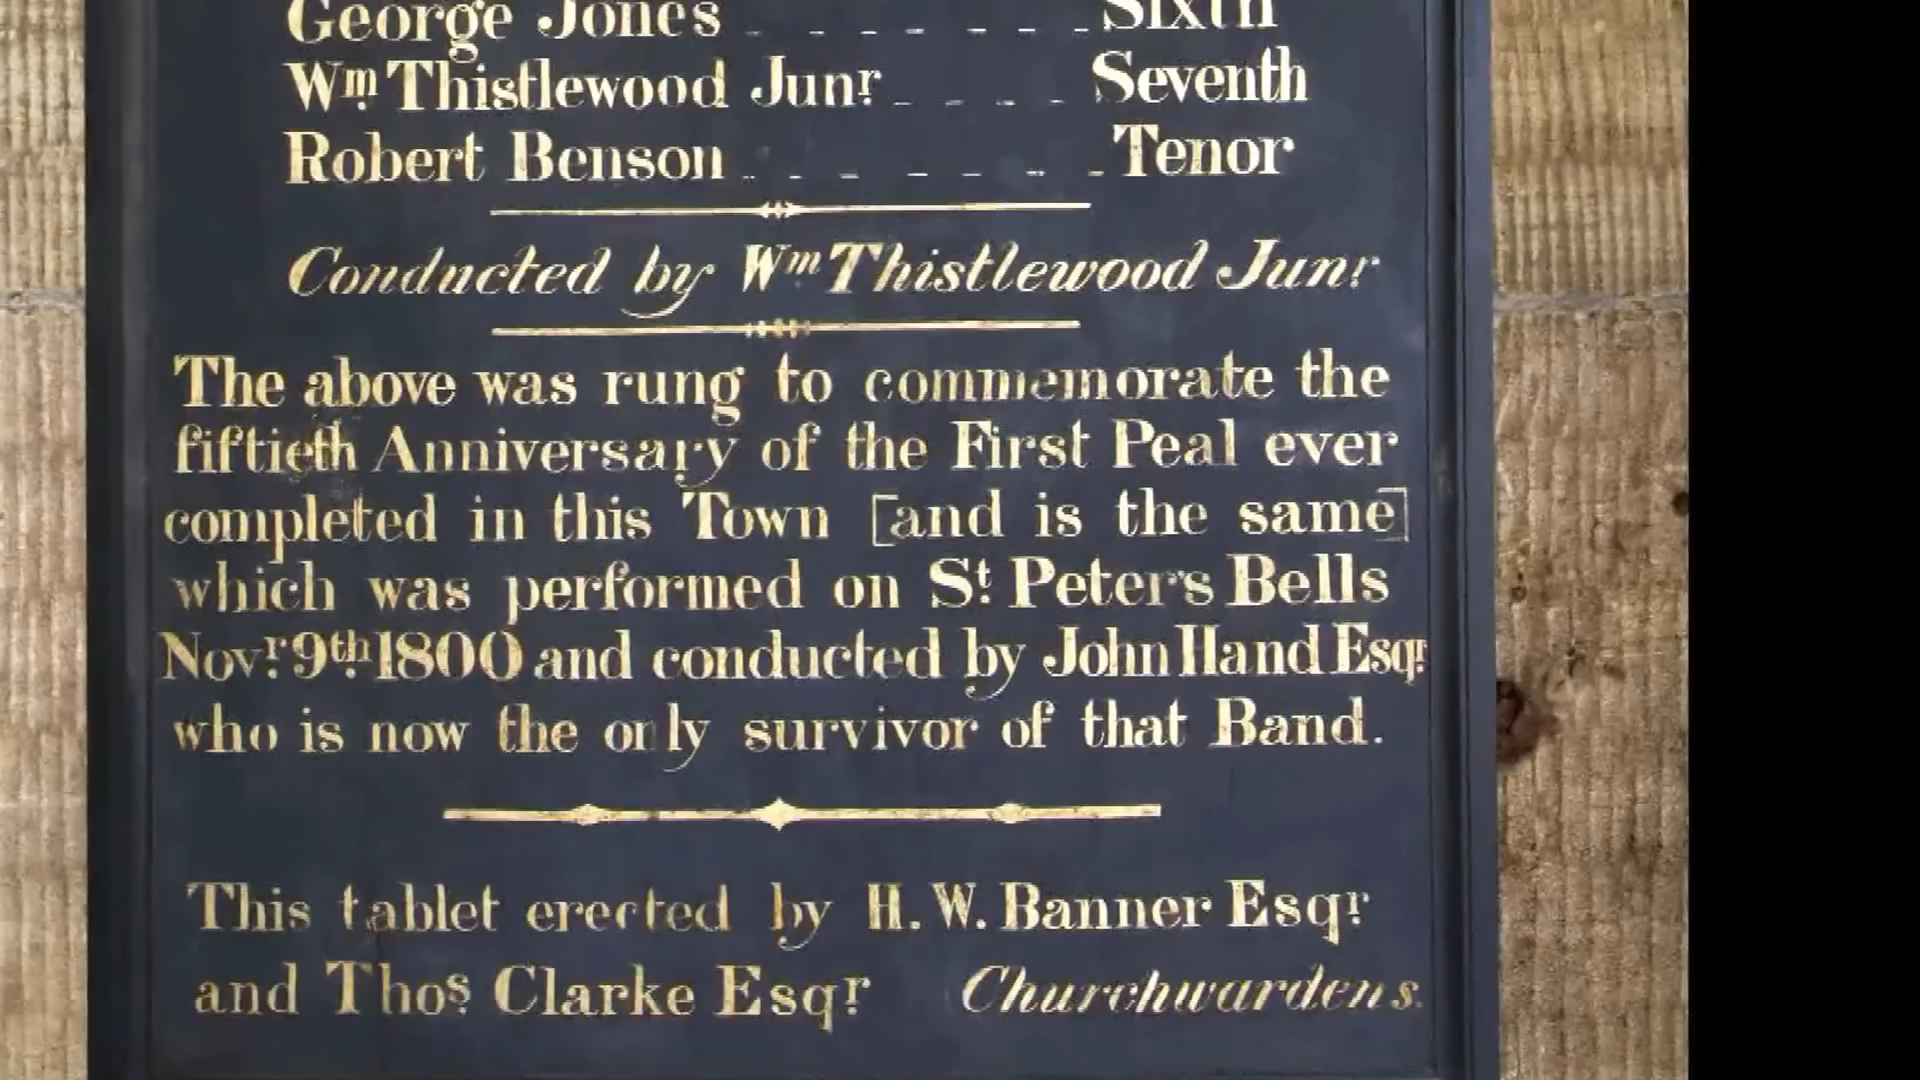 George Jones - - - - - - Sixth
Wm. Thistlewood Junr. - - - - Seventh
Robert Benson - - - - - - Tenor
Conducted by Wm. Thistlewood Junr.
The above was rung to commemorate the
fiftieth Anniversary of the First Peal ever
completed in this Town [and is the same]
which was performed on St. Peter's Bells
Novr. 9th. 1800 and conducted by John Hand Esqr.
who is now the only survivor of that Band.
This tablet erected by H. W. Banner Esqr.
and Thos. Clarke Esqr. Churchwardens.